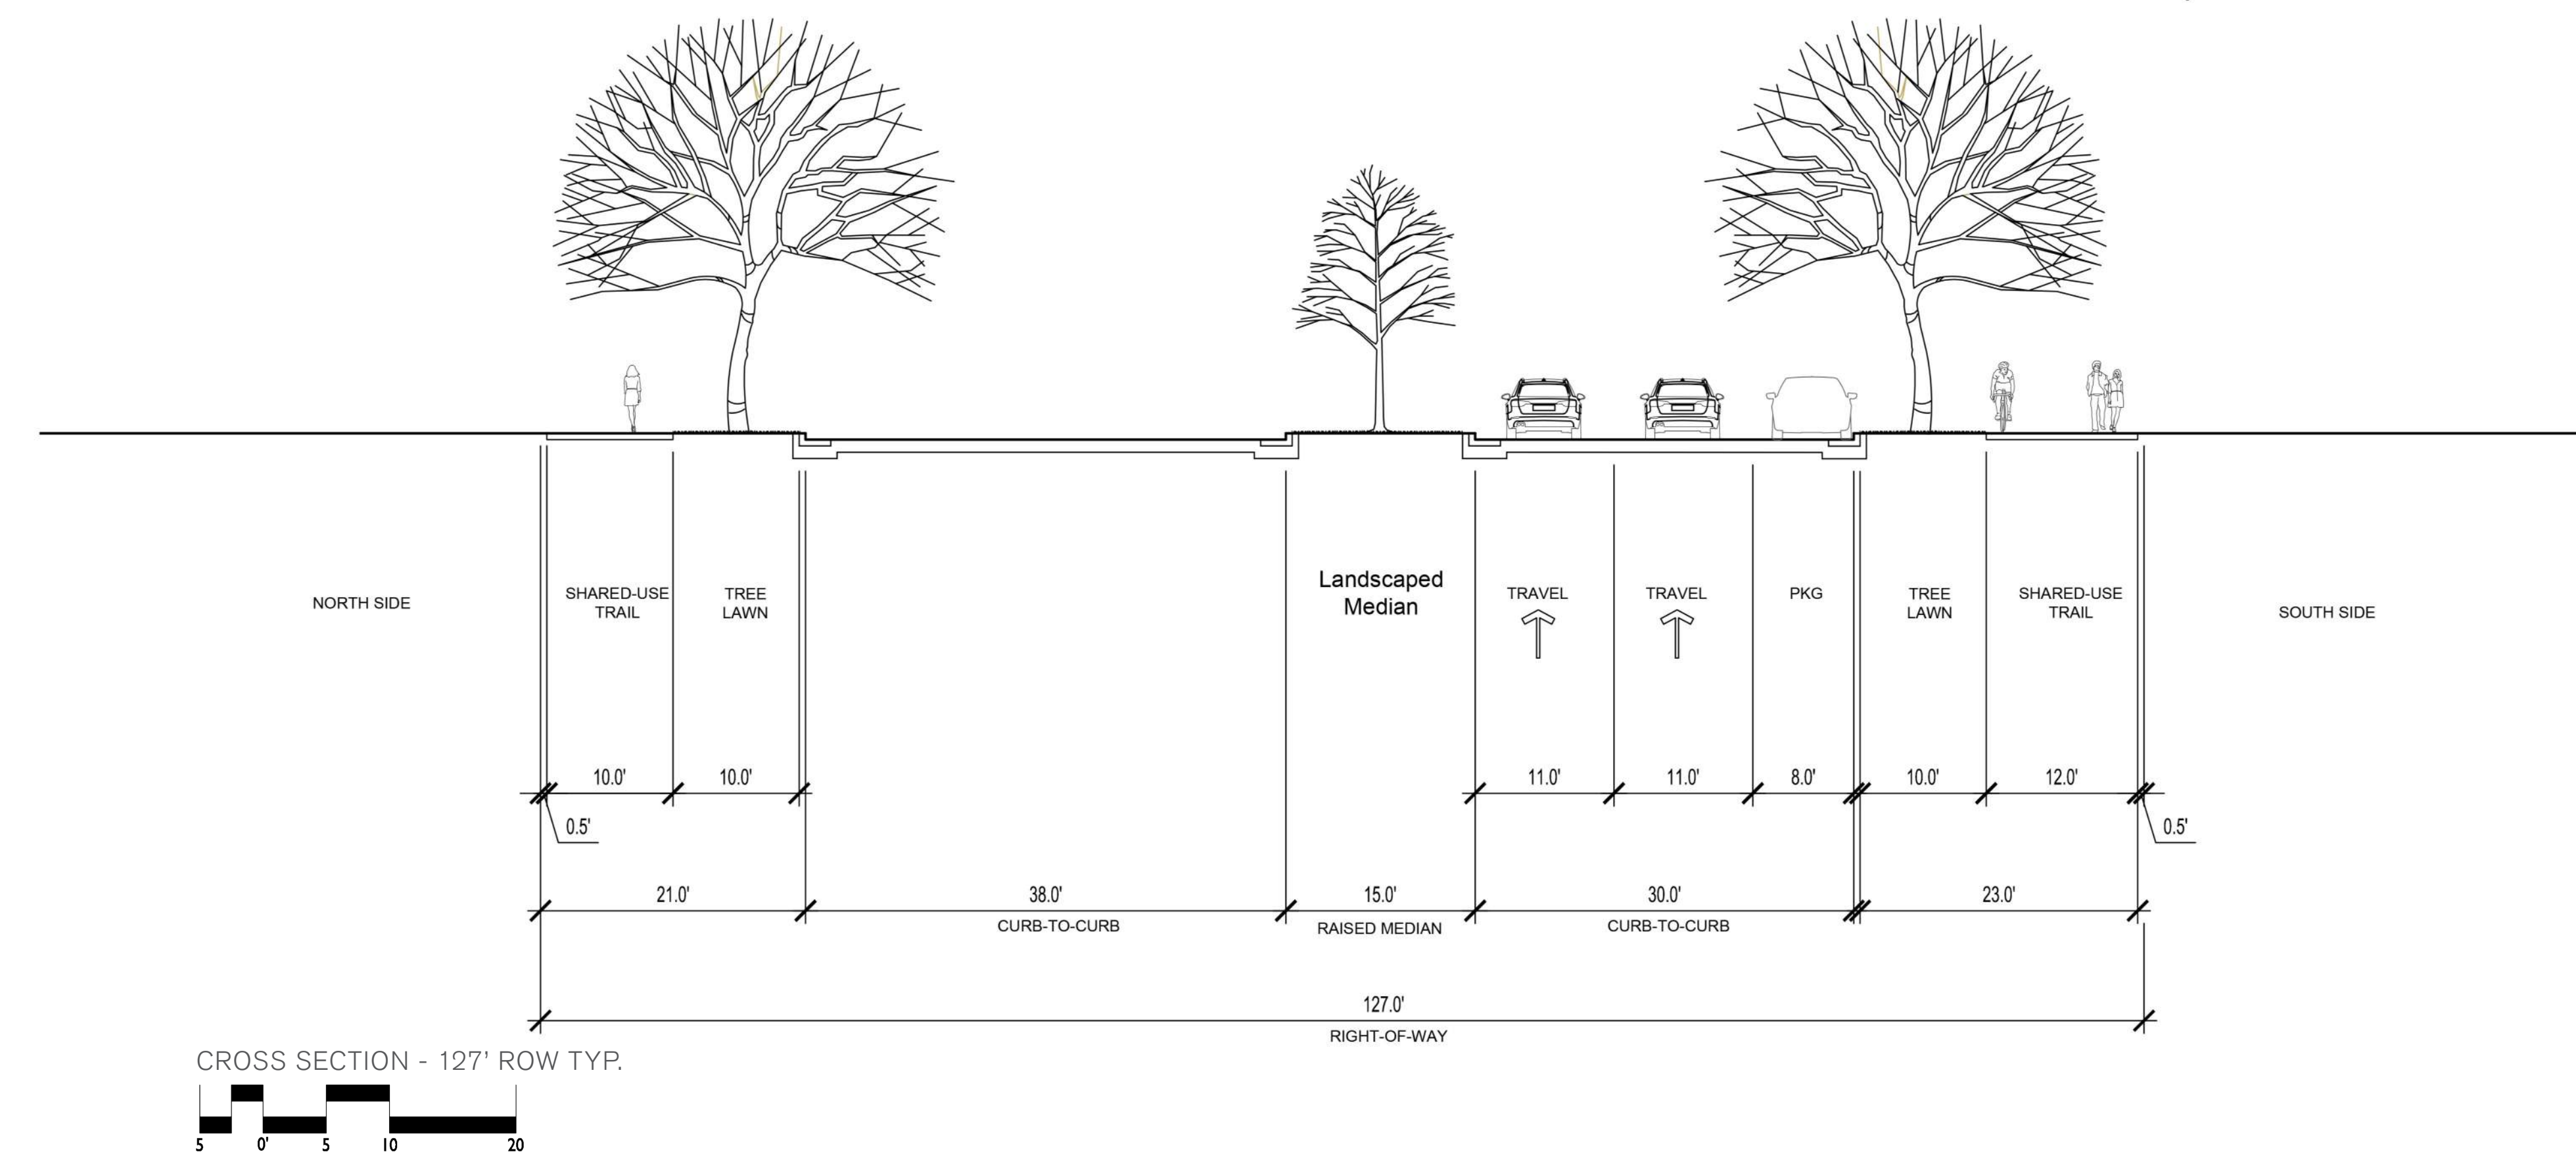 NORTH SIDE
SHARED-USE
TRAIL
TREE
LAWN
Landscaped
Median
TRAVEL
TRAVEL
PKG
TREE
LAWN
SHARED-USE
TRAIL
SOUTH SIDE
10.0'
10.0'
11.0'
11.0'
8.0'
10.0'
12.0'
0.5'
0.5'
21.0'
38.0'
15.0'
30.0'
23.0'
CURB-TO-CURB
RAISED MEDIAN
CURB-TO-CURB
127.0'
RIGHT-OF-WAY
CROSS SECTION - 127’ ROW TYP.
5 0' 5 10 20